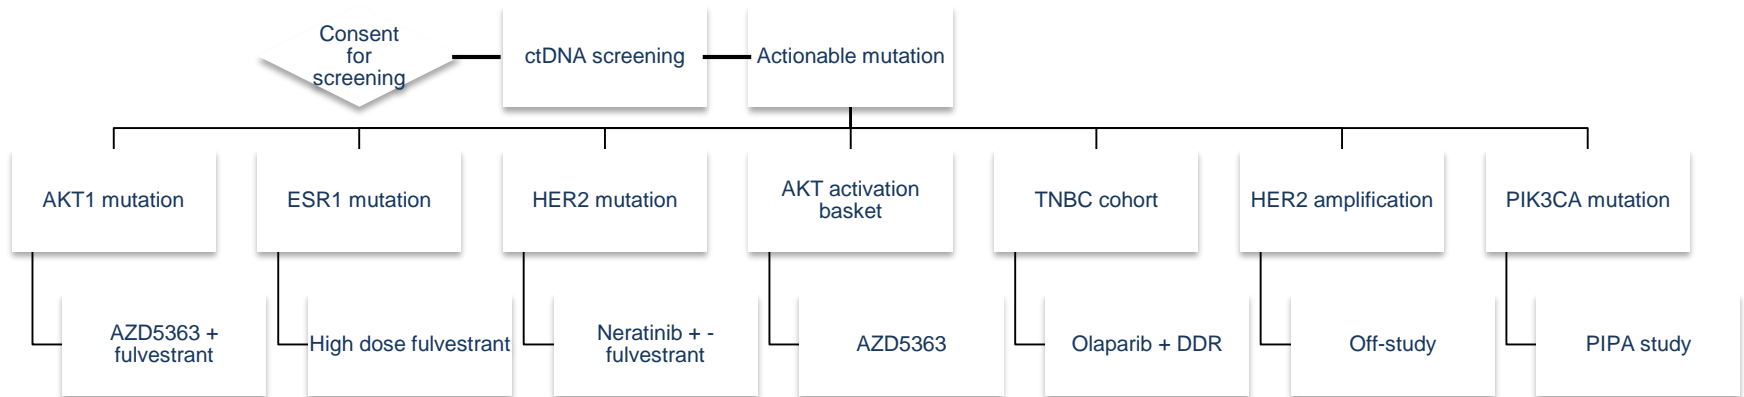 Consent
for
screening
ctDNA screening
Actionable mutation
AKT1 mutation
ESR1 mutation
HER2 mutation
AKT activation
basket
TNBC cohort
HER2 amplification
PIK3CA mutation
AZD5363 +
fulvestrant
High dose fulvestrant
Neratinib + -
fulvestrant
AZD5363
Olaparib + DDR
Off-study
PIPA study